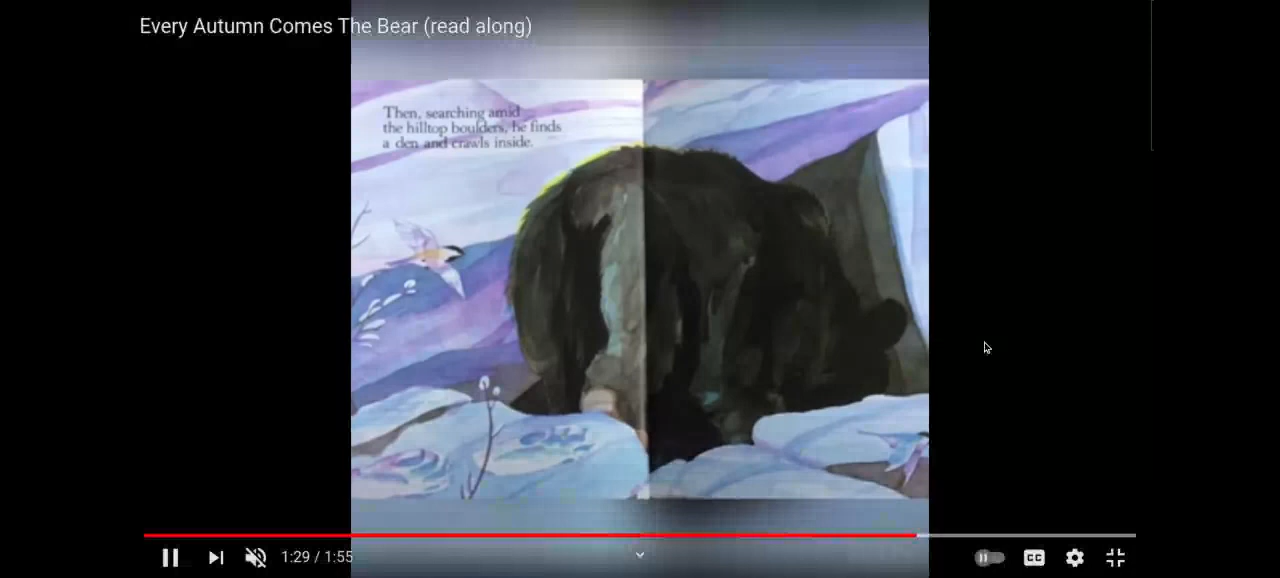 Every Autumn Comes The Bear (read along)
Then, searching amid
the hilltop boulders, he finds
a den and crawls inside.
1:29 / 1:55
CC